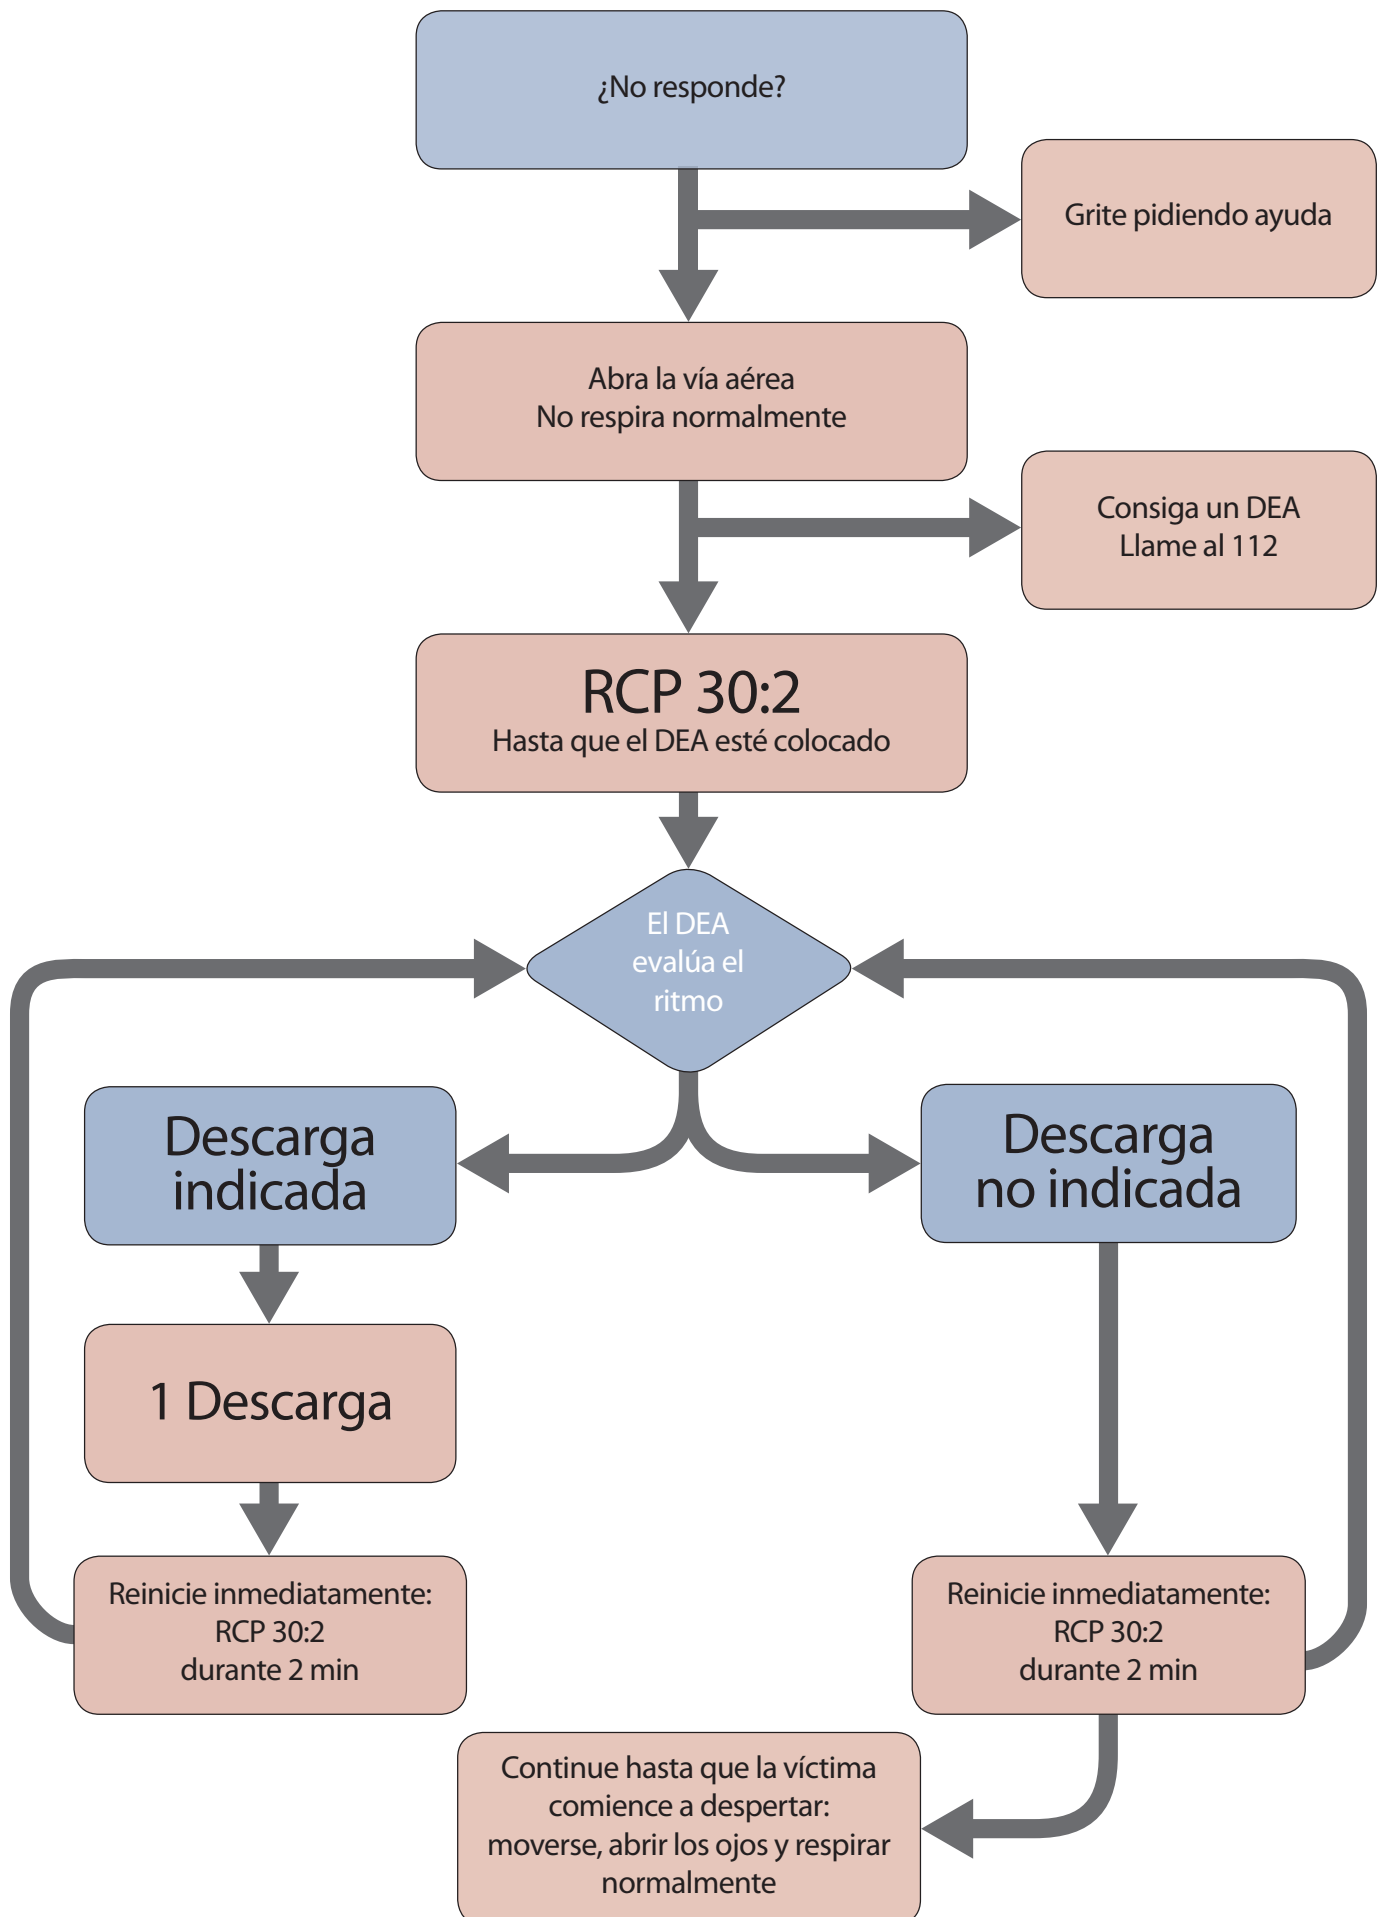 ¿No responde?
Grite pidiendo ayuda
Abra la vía aérea
No respira normalmente
Consiga un DEA
Llame al 112
RCP 30:2
Hasta que el DEA esté colocado
El DEA
evalúa el
ritmo
Descarga
indicada
Descarga
no indicada
1 Descarga
Reinicie inmediatamente:
RCP 30:2
durante 2 min
Reinicie inmediatamente:
RCP 30:2
durante 2 min
Continue hasta que la víctima
comience a despertar:
moverse, abrir los ojos y respirar
normalmente